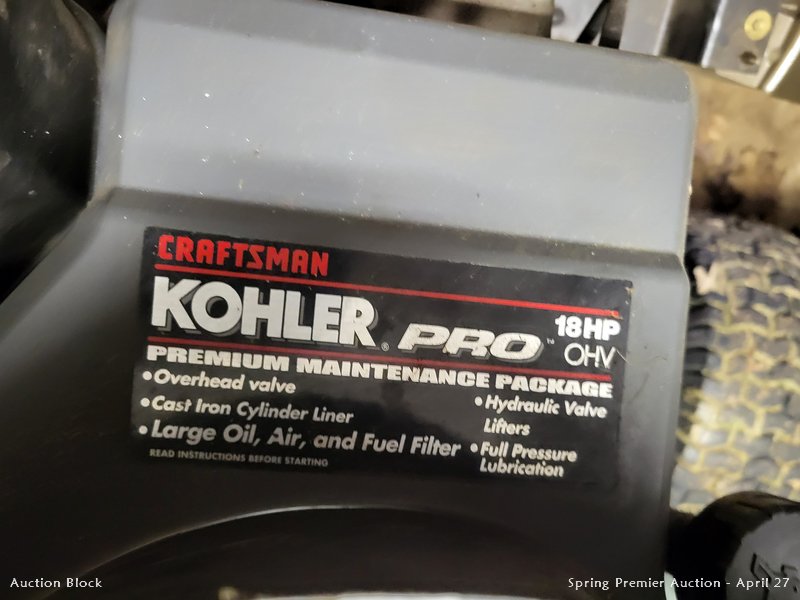 CRAFTSMAN
KOHLER® PRO™ 18HP
OHV
PREMIUM MAINTENANCE PACKAGE
•Overhead valve
•Cast Iron Cylinder Liner
•Large Oil, Air, and Fuel Filter
•Hydraulic Valve
Lifters
•Full Pressure
Lubrication
READ INSTRUCTIONS BEFORE STARTING
Auction Block
Spring Premier Auction - April 27